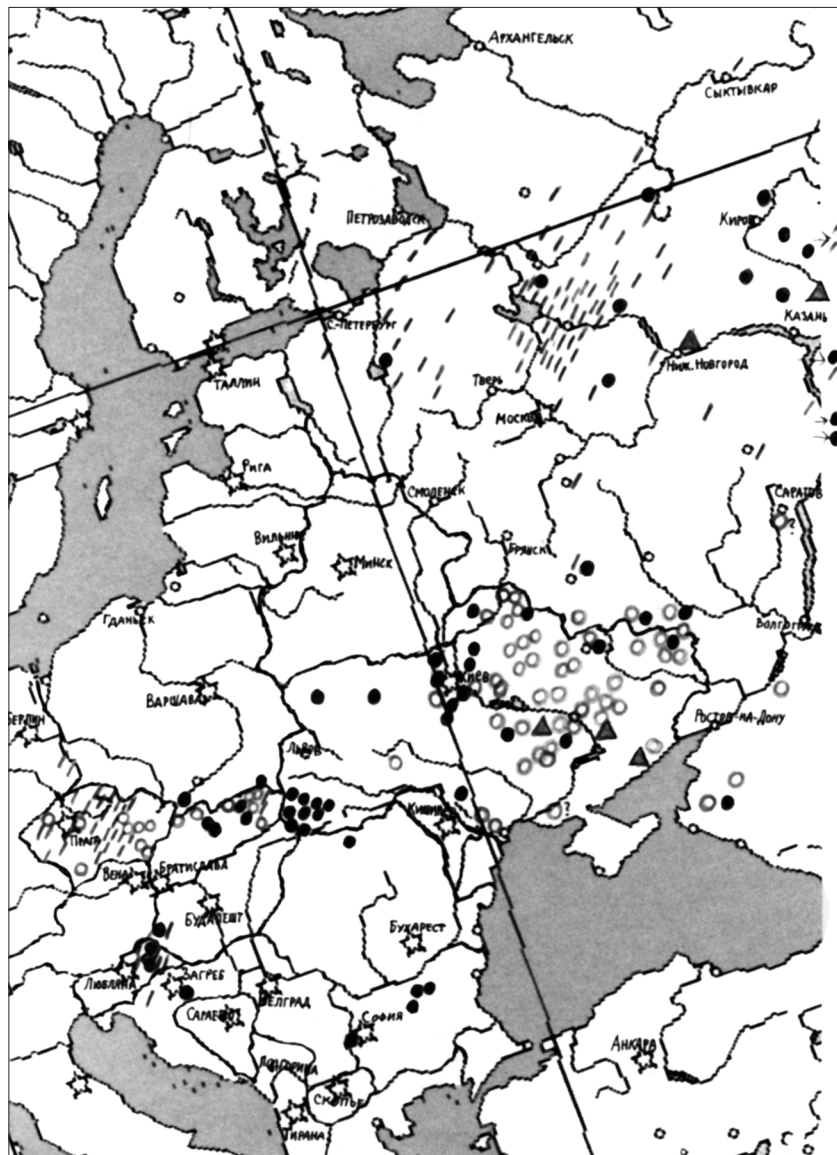 Архангельск
Сыктывкар
Петрозаводск
Киров
Казань
С.-Петербург
Ниж. Новгород
Таллин
Тверь
Москва
Рига
Смоленск
Саратов
?
Вильнюс
Минск
Брянск
Гданьск
Волгоград
Киев
Варшава
Берлин
Ростов-на-Дону
Львов
?
Прага
Вена
Братислава
Будапешт
Бухарест
Любляна
Загреб
Белград
Сараево
София
Анкара
Подгорица
Скопье
Тирана